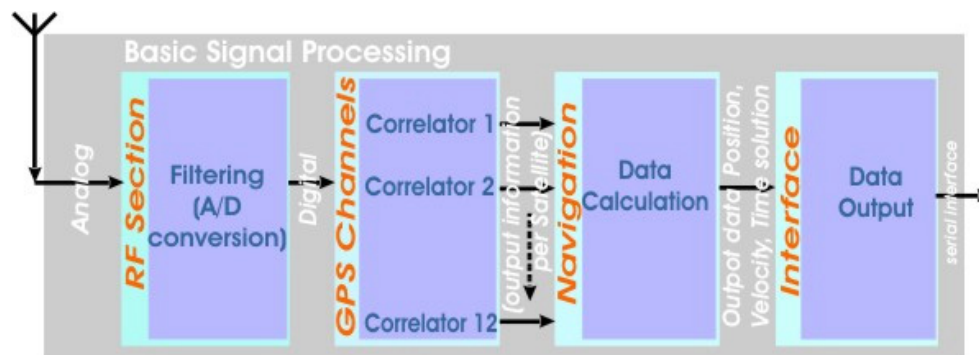 Basic Signal Processing
Analog
RF Section
Filtering
(A/D
conversion)
Digital
GPS Channels
Correlator 1
Correlator 2
Correlator 12
(output information
per Satellite)
Navigation
Data
Calculation
Output data Position,
Velocity, Time solution
Interface
Data
Output
serial Interface